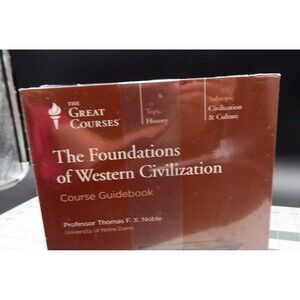 THE
GREAT
COURSES®
Topic
History
Subtopic
Civilization
& Culture
The Foundations
of Western Civilization
Course Guidebook
Professor Thomas F. X. Noble
University of Notre Dame